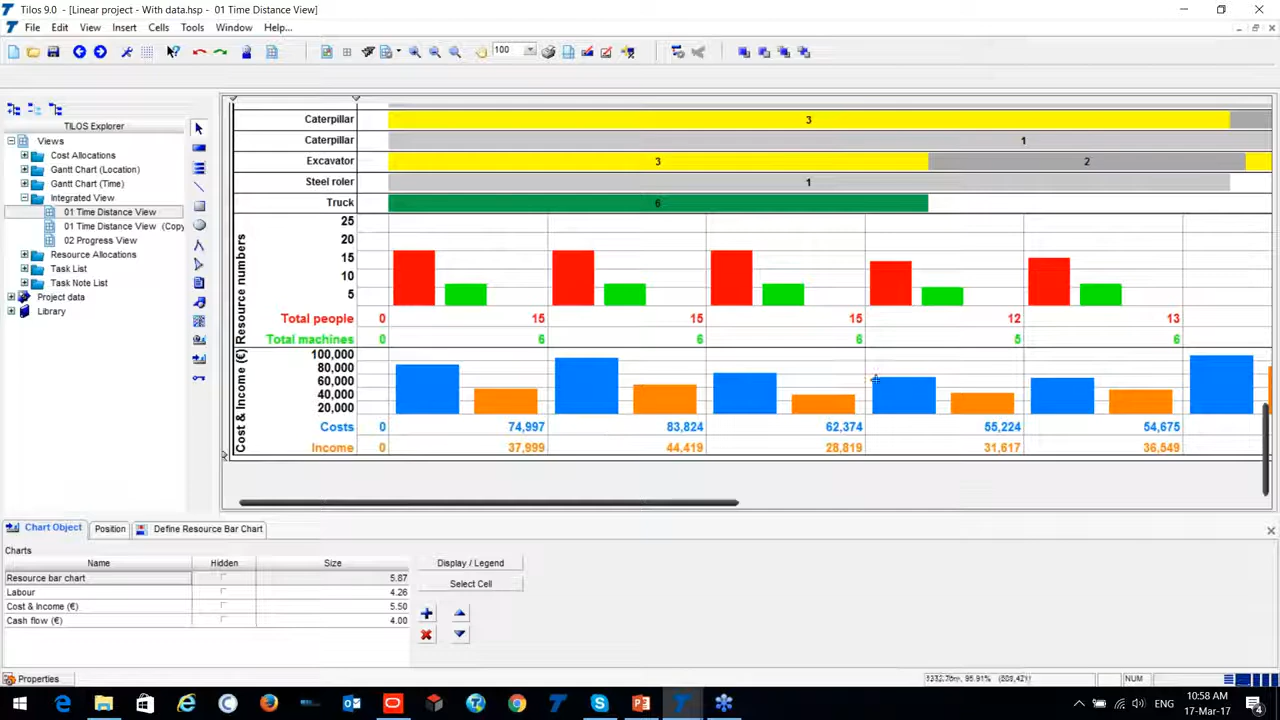 Tilos 9.0 - [Linear project - With data.hsp - 01 Time Distance View]
File Edit View Insert Cells Tools Window Help...
100
TILOS Explorer
Views
Cost Allocations
Gantt Chart (Location)
Gantt Chart (Time)
Integrated View
01 Time Distance View
01 Time Distance View (Copy
02 Progress View
Resource Allocations
Task List
Task Note List
Project data
Library
Caterpillar 3
Caterpillar 1
Excavator 3 2
Steel roler 1
Truck 6
Resource numbers
25
20
15
10
5
Total people 0 15 15 15 12 13
Total machines 0 6 6 6 5 6
Cost & Income (€)
100,000
80,000
60,000
40,000
20,000
Costs 0 74,997 83,824 62,374 55,224 54,675
Income 0 37,999 44,419 28,819 31,617 36,549
Chart Object Position Define Resource Bar Chart
Charts
Name Hidden Size
Resource bar chart 5.87
Labour 4.26
Cost & Income (€) 5.50
Cash flow (€) 4.00
Display / Legend
Select Cell
Properties
NUM
ENG
10:58 AM
17-Mar-17